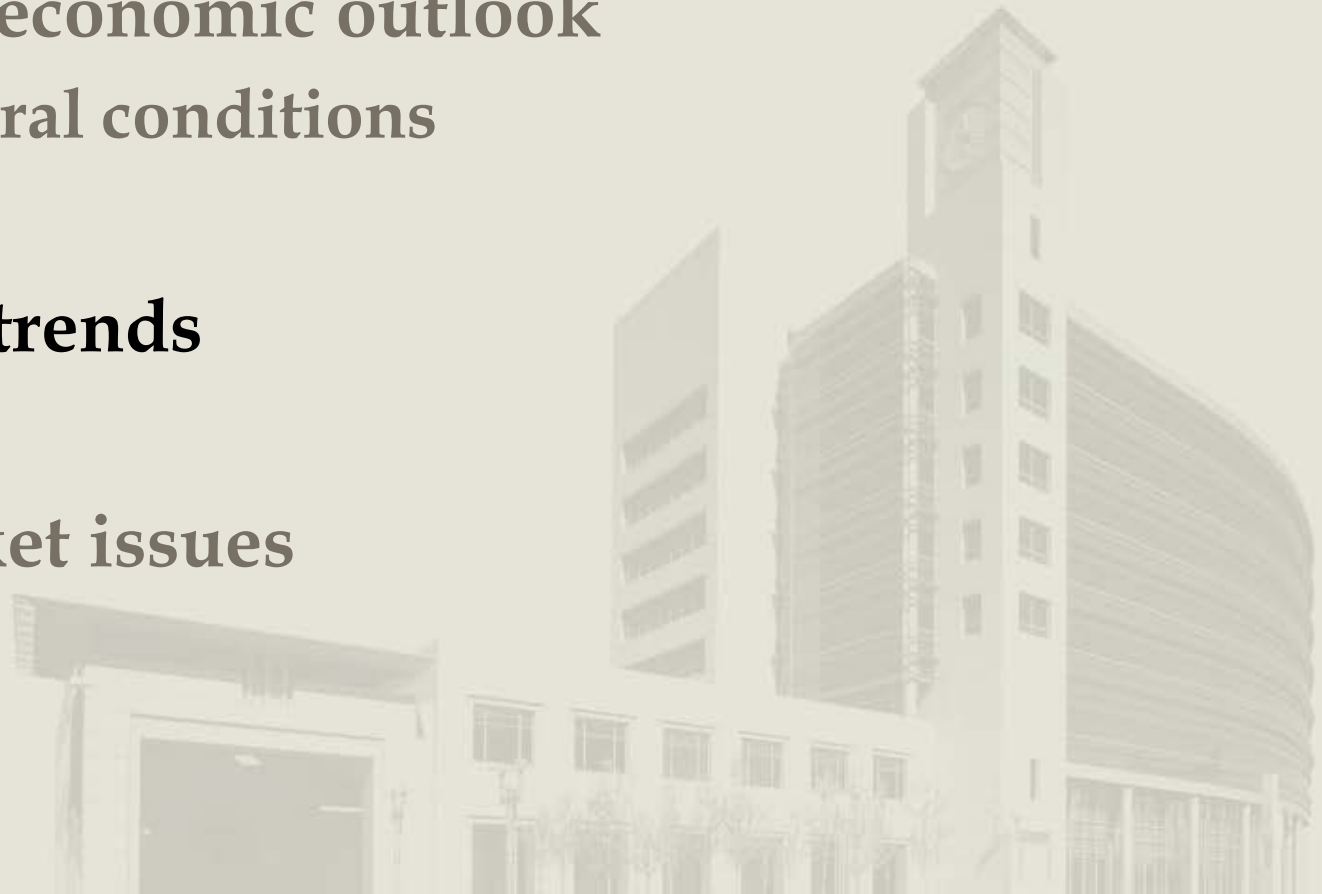 economic outlook
ral conditions
trends
ket issues